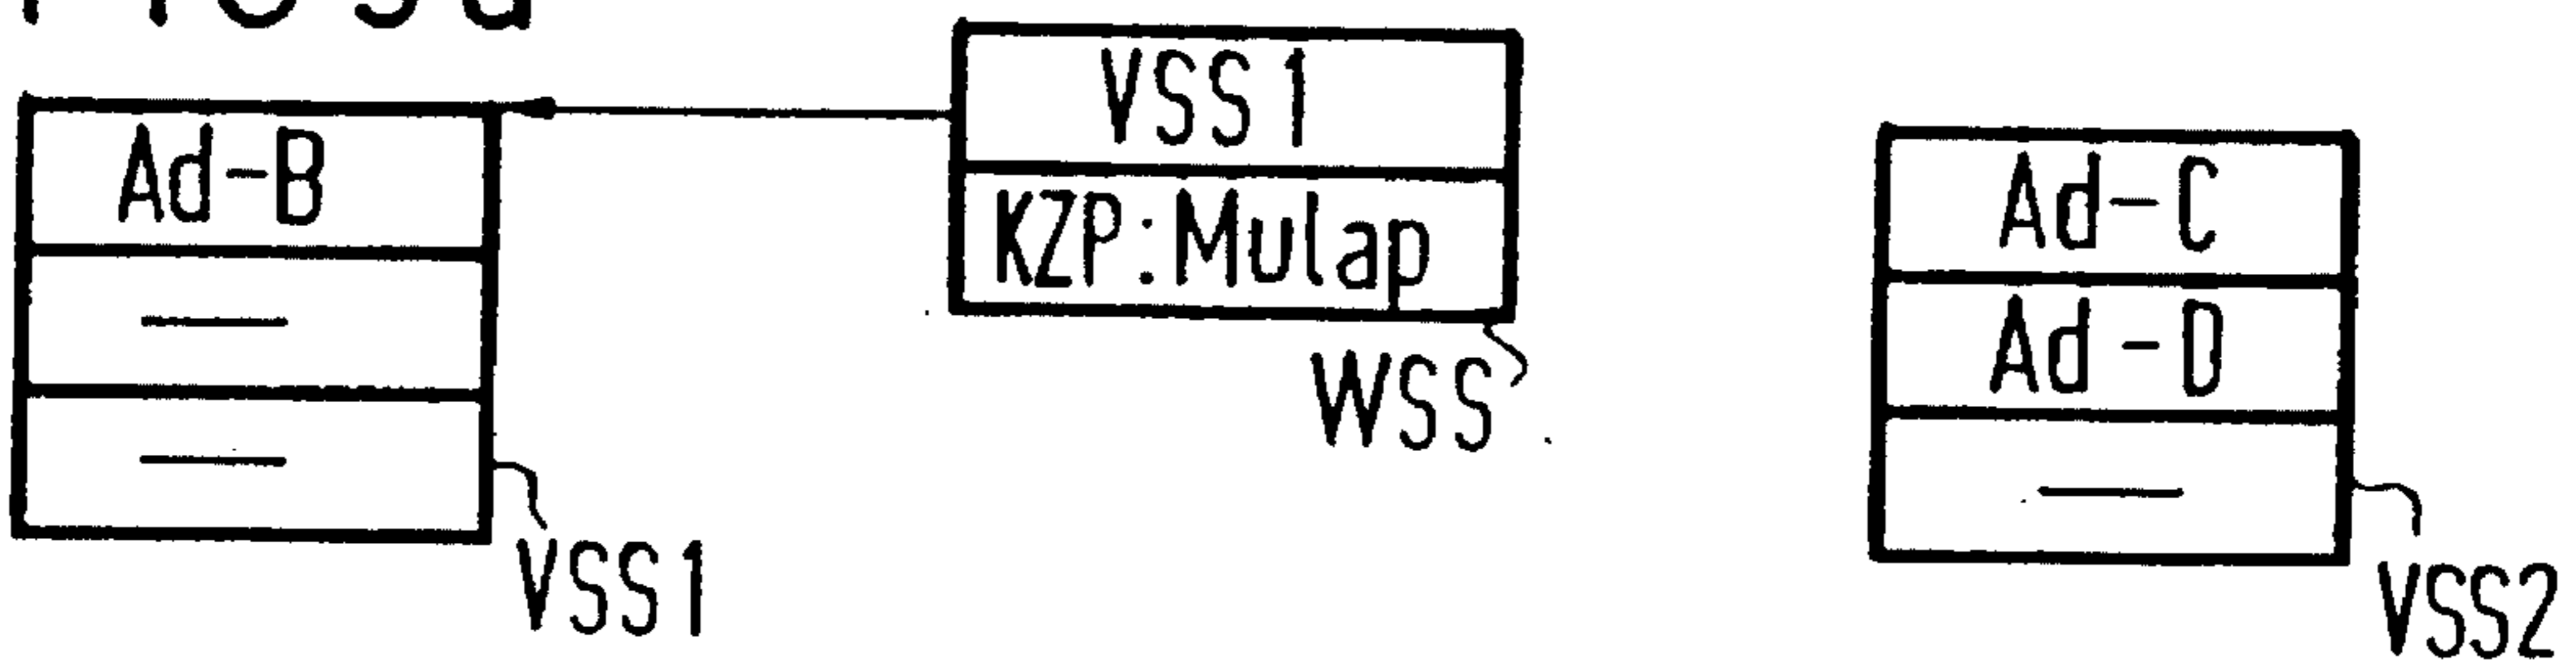 Ad-B
—
—
VSS1
VSS1
KZP:Mulap
WSS
Ad-C
Ad-D
—
VSS2